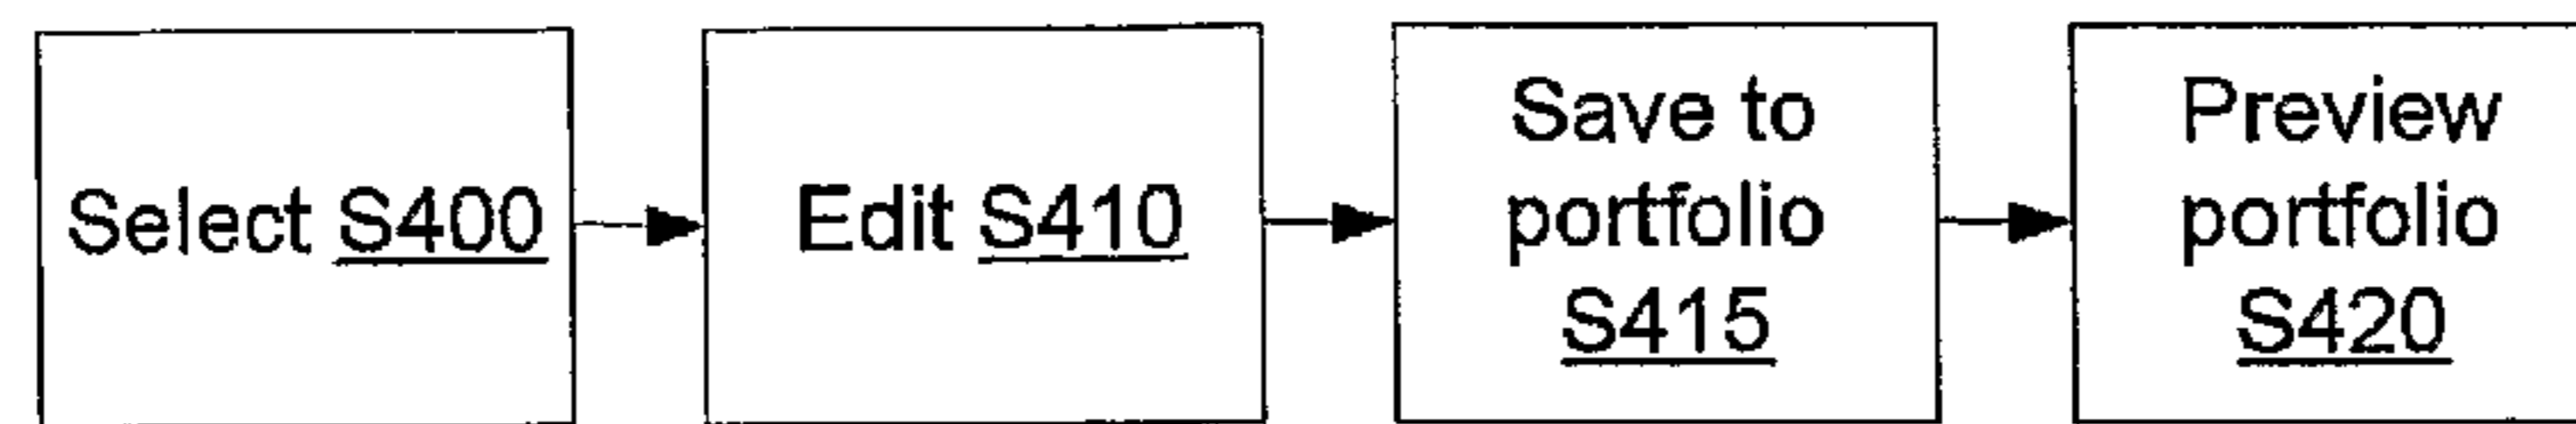 Select S400
Edit S410
Save to
portfolio
S415
Preview
portfolio
S420